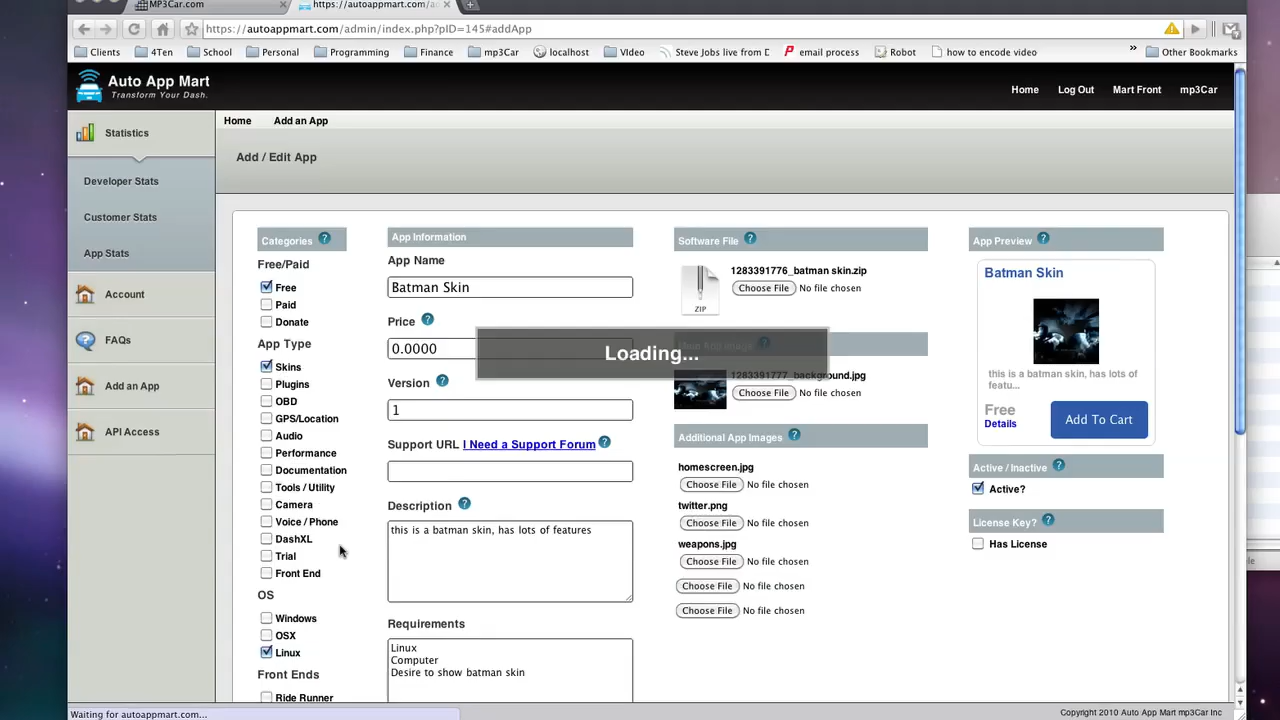 MP3Car.com
https://autoappmart.com/a
https://autoappmart.com/admin/index.php?pID=145#addApp
Clients
4Ten
School
Personal
Programming
Finance
mp3Car
localhost
VIdeo
Steve Jobs live from D
email process
Robot
how to encode video
»
Other Bookmarks
Auto App Mart
Transform Your Dash.
Home
Log Out
Mart Front
mp3Car
Statistics
Developer Stats
Customer Stats
App Stats
Account
FAQs
Add an App
API Access
Home
Add an App
Add / Edit App
Categories ?
Free/Paid
Free
Paid
Donate
App Type
Skins
Plugins
OBD
GPS/Location
Audio
Performance
Documentation
Tools / Utility
Camera
Voice / Phone
DashXL
Trial
Front End
OS
Windows
OSX
Linux
Front Ends
Ride Runner
App Information
App Name
Batman Skin
Price ?
0.0000
Version ?
1
Support URL I Need a Support Forum ?
Description ?
this is a batman skin, has lots of features
Requirements
Linux
Computer
Desire to show batman skin
Loading...
Software File ?
ZIP
1283391776_batman skin.zip
Choose File No file chosen
Main App Image ?
1283391777_background.jpg
Choose File No file chosen
Additional App Images ?
homescreen.jpg
Choose File No file chosen
twitter.png
Choose File No file chosen
weapons.jpg
Choose File No file chosen
Choose File No file chosen
Choose File No file chosen
App Preview ?
Batman Skin
this is a batman skin, has lots of
featu...
Free
Details
Add To Cart
Active / Inactive ?
Active?
License Key? ?
Has License
Waiting for autoappmart.com...
Copyright 2010 Auto App Mart mp3Car Inc